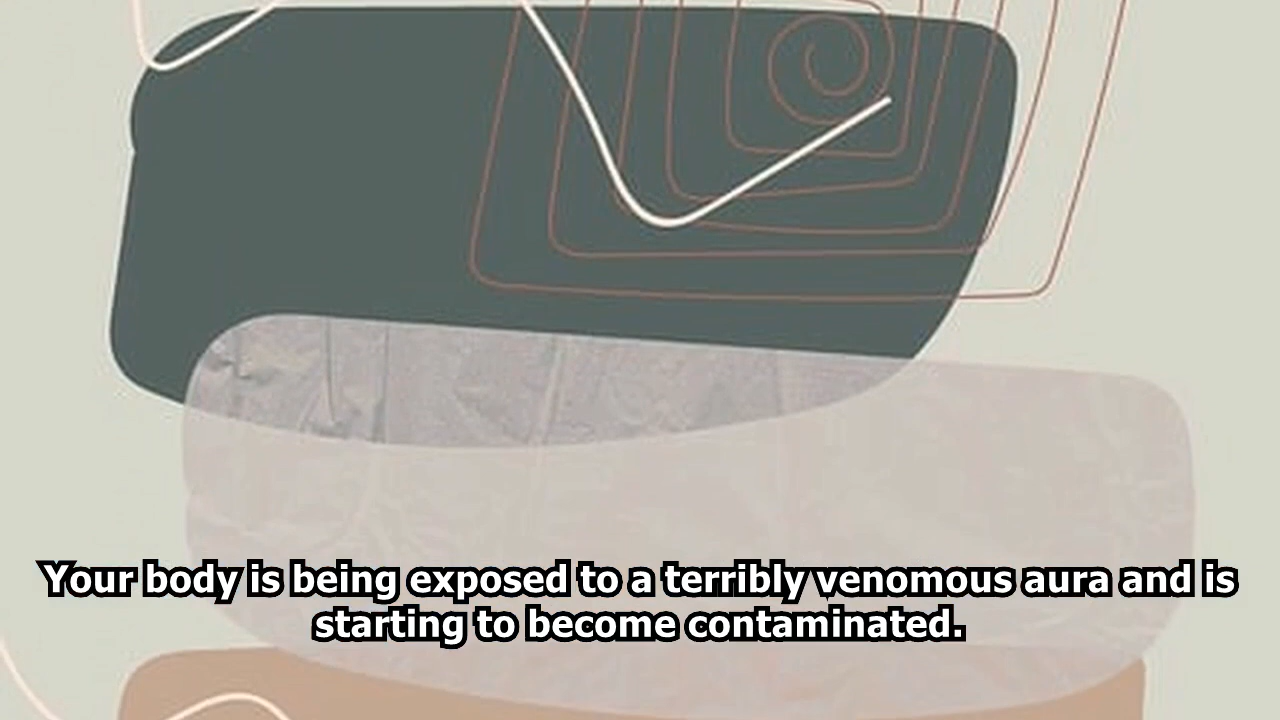 Your body is being exposed to a terribly venomous aura and is
starting to become contaminated.